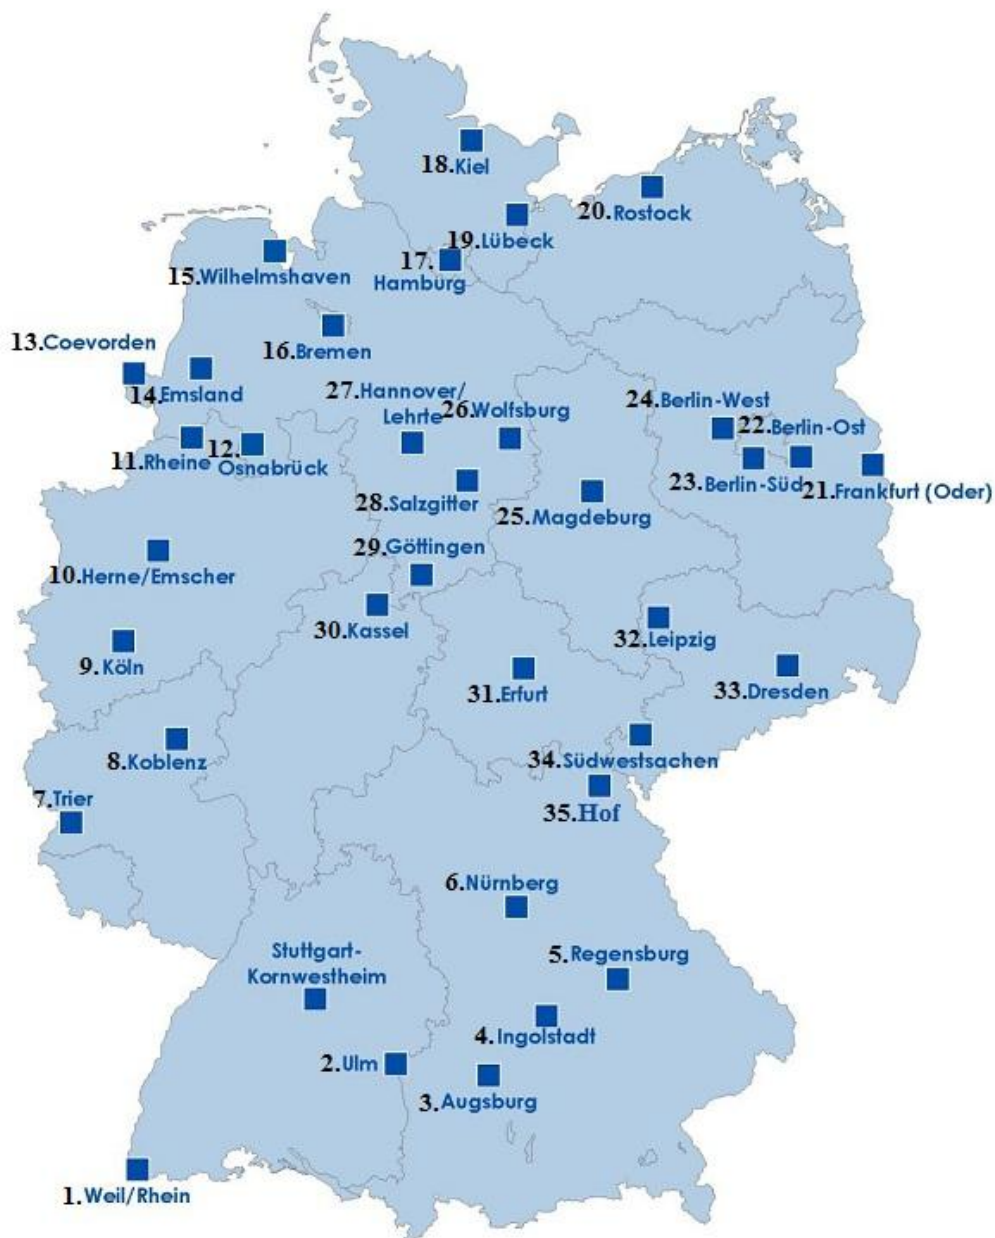 18.Kiel
20.Rostock
19.Lübeck
17.
Hamburg
15.Wilhelmshaven
16.Bremen
13.Coevorden
14.Emsland
27.Hannover/
Lehrte
26.Wolfsburg
24.Berlin-West
22.Berlin-Ost
11.Rheine
12.
Osnabrück
23.Berlin-Süd
21.Frankfurt (Oder)
28.Salzgitter
25.Magdeburg
29.Göttingen
10.Herne/Emscher
30.Kassel
32.Leipzig
9.Köln
31.Erfurt
33.Dresden
8.Koblenz
34.Südwestsachen
7.Trier
35.Hof
6.Nürnberg
Stuttgart-
Kornwestheim
5.Regensburg
4.Ingolstadt
2.Ulm
3.Augsburg
1.Weil/Rhein